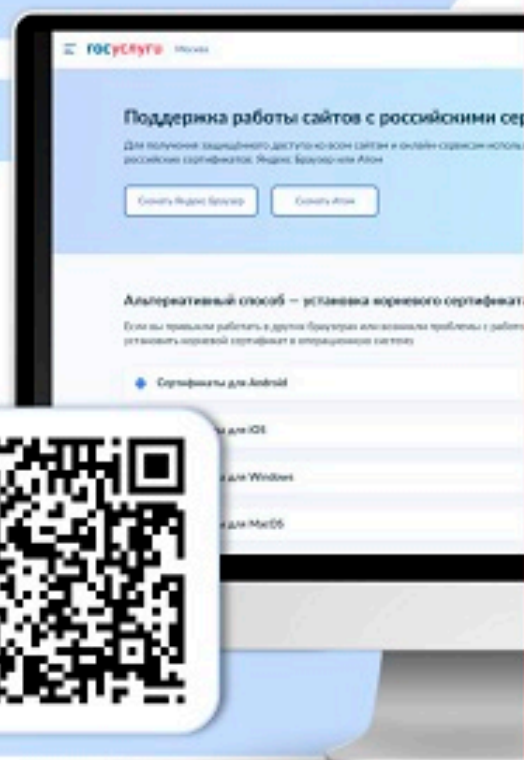 госуслуги Москва
Поддержка работы сайтов с российскими сер
Для получения защищённого доступа ко всем сайтам и онлайн-сервисам использ
российских сертификатов: Яндекс Браузер или Атом
Скачать Яндекс Браузер
Скачать Атом
Альтернативный способ — установка корневого сертификат
Если вы привыкли работать в других браузерах или возникли проблемы с работо
установить корневой сертификат в операционную систему
Сертификаты для Android
для iOS
для Windows
для MacOS